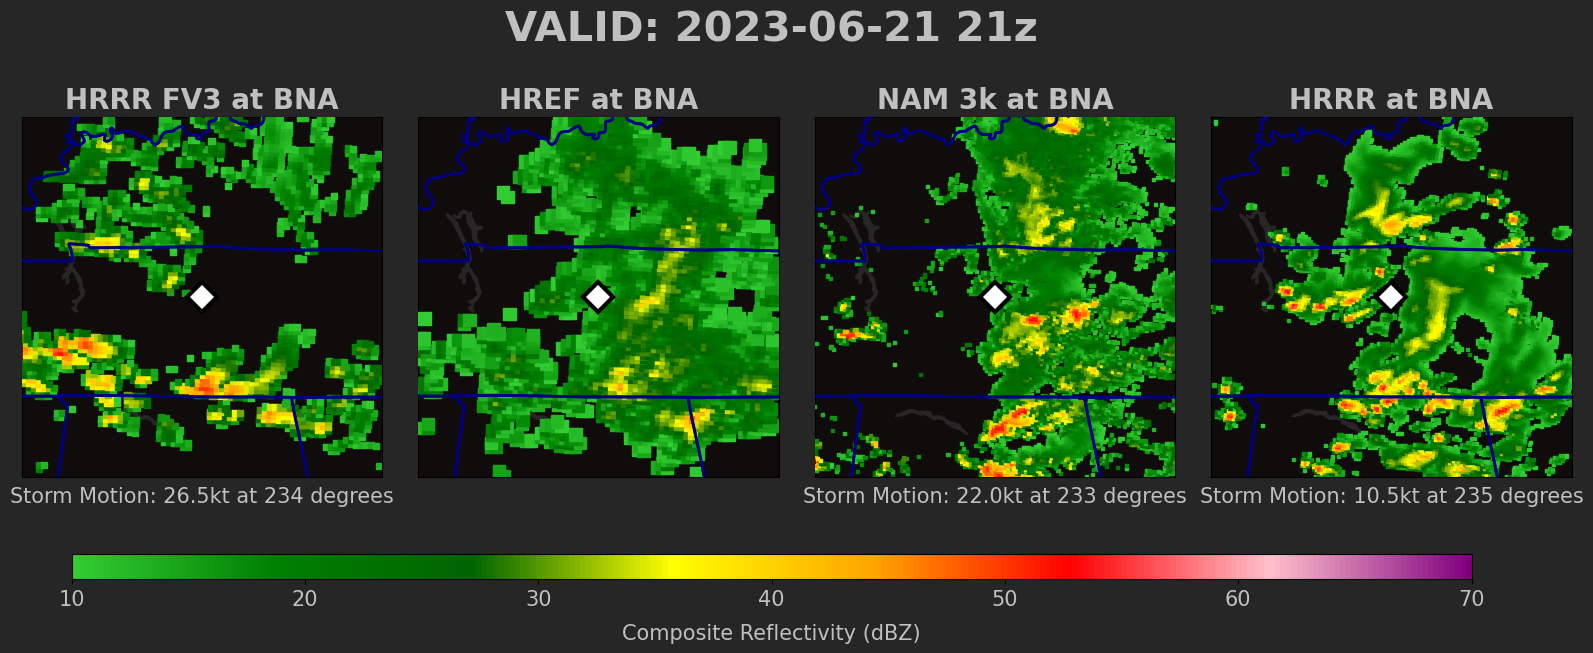 VALID: 2023-06-21 21z
HRRR FV3 at BNA
HREF at BNA
NAM 3k at BNA
HRRR at BNA
Storm Motion: 26.5kt at 234 degrees
Storm Motion: 22.0kt at 233 degrees
Storm Motion: 10.5kt at 235 degrees
10 20 30 40 50 60 70
Composite Reflectivity (dBZ)